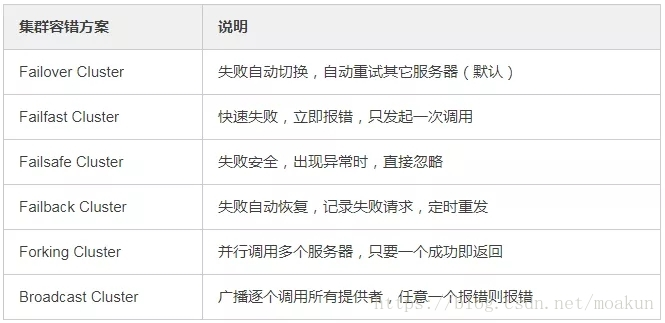 集群容错方案 说明
Failover Cluster 失败自动切换，自动重试其它服务器（默认）
Failfast Cluster 快速失败，立即报错，只发起一次调用
Failsafe Cluster 失败安全，出现异常时，直接忽略
Failback Cluster 失败自动恢复，记录失败请求，定时重发
Forking Cluster 并行调用多个服务器，只要一个成功即返回
Broadcast Cluster 广播逐个调用所有提供者，任意一个报错则报错
https://blog.csdn.net/moakun